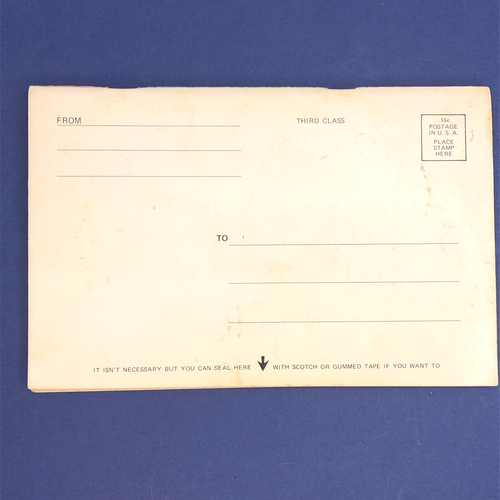 FROM
THIRD CLASS
16c
POSTAGE
IN U. S. A.
PLACE
STAMP
HERE
TO
IT ISN'T NECESSARY BUT YOU CAN SEAL HERE WITH SCOTCH OR GUMMED TAPE IF YOU WANT TO